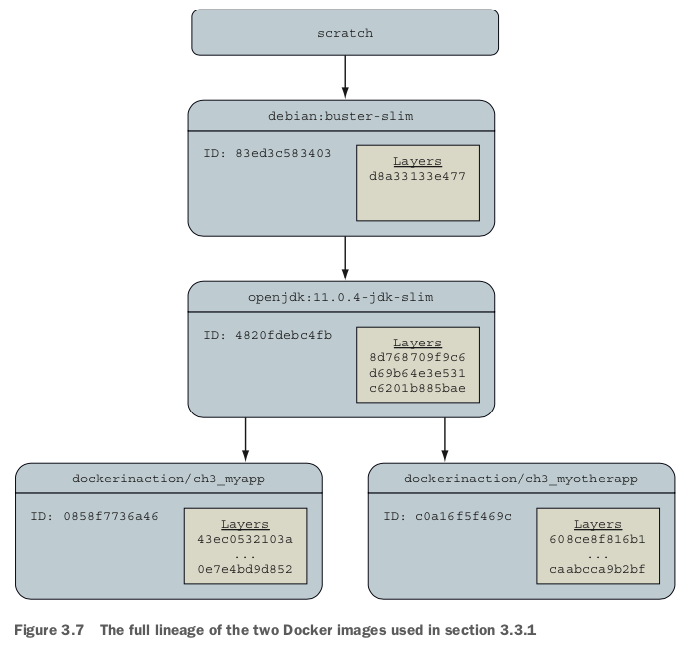 scratch
debian:buster-slim
ID: 83ed3c583403
Layers
d8a33133e477
openjdk:11.0.4-jdk-slim
ID: 4820fdebc4fb
Layers
8d768709f9c6
d69b64e3e531
c6201b885bae
dockerinaction/ch3_myapp
ID: 0858f7736a46
Layers
43ec0532103a
...
0e7e4bd9d852
dockerinaction/ch3_myotherapp
ID: c0a16f5f469c
Layers
608ce8f816b1
...
caabcca9b2bf
Figure 3.7 The full lineage of the two Docker images used in section 3.3.1